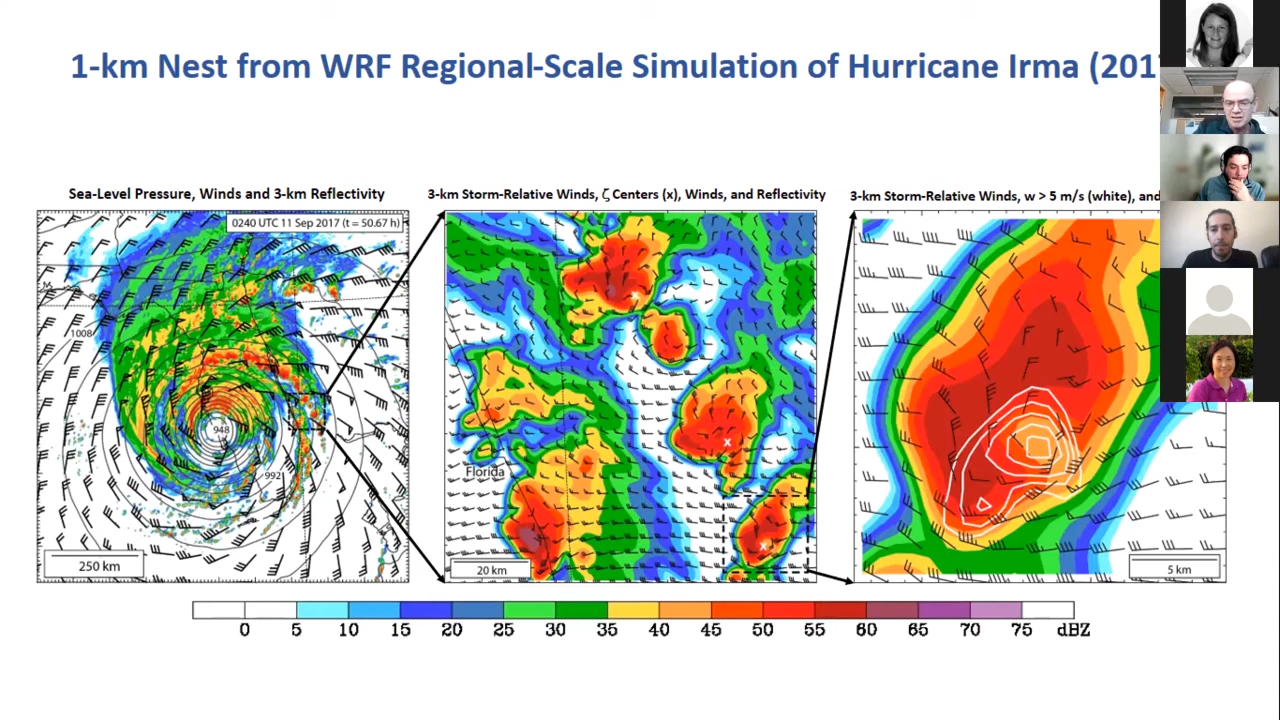 1-km Nest from WRF Regional-Scale Simulation of Hurricane Irma (201
Sea-Level Pressure, Winds and 3-km Reflectivity
3-km Storm-Relative Winds, ζ Centers (x), Winds, and Reflectivity
3-km Storm-Relative Winds, w > 5 m/s (white), and
0240 UTC 11 Sep 2017 (t = 50.67 h)
1008
948
992
250 km
Florida
x
x
20 km
5 km
0 5 10 15 20 25 30 35 40 45 50 55 60 65 70 75 dBZ